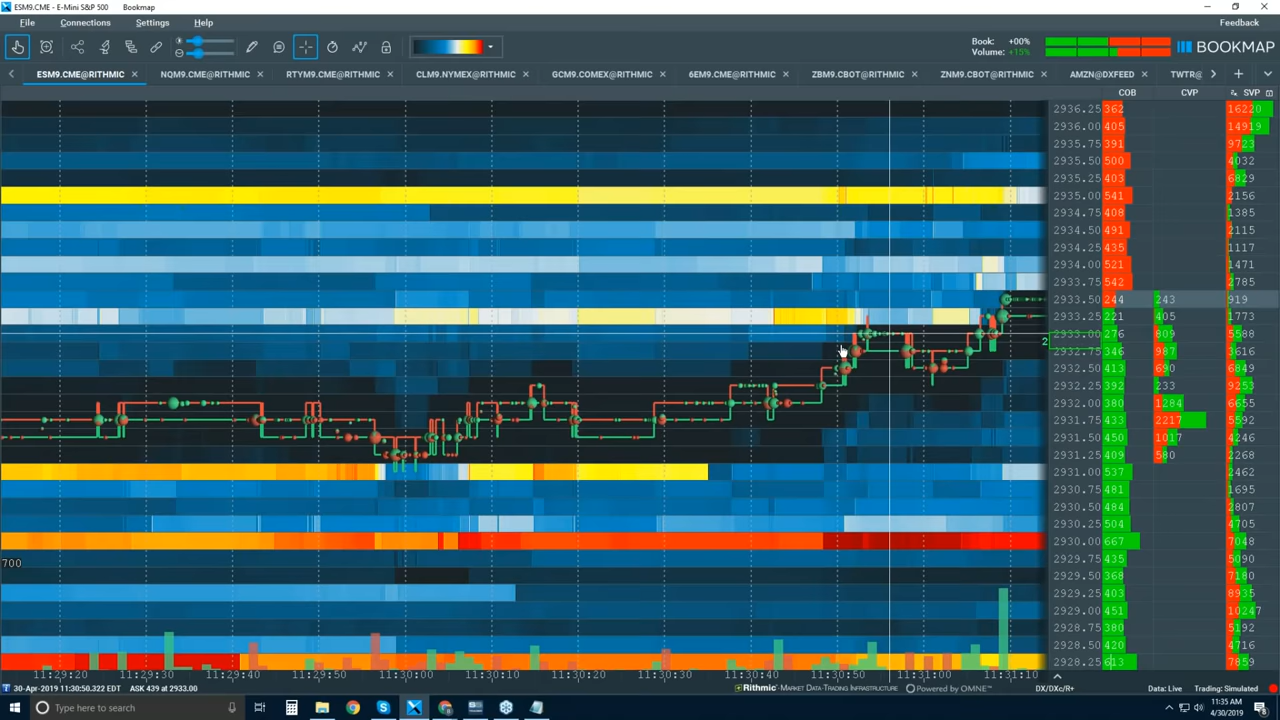 ESM9.CME - E-Mini S&P 500 Bookmap
File Connections Settings Help Feedback
Book: +00%
Volume: +15%
BOOKMAP
ESM9.CME@RITHMIC NQM9.CME@RITHMIC RTYM9.CME@RITHMIC CLM9.NYMEX@RITHMIC GCM9.COMEX@RITHMIC 6EM9.CME@RITHMIC ZBM9.CBOT@RITHMIC ZNM9.CBOT@RITHMIC AMZN@DXFEED TWTR@
COB CVP SVP
2936.25 362 16220
2936.00 405 14919
2935.75 391 9723
2935.50 500 4032
2935.25 403 6829
2935.00 541 2156
2934.75 408 1385
2934.50 491 2115
2934.25 435 1117
2934.00 521 1471
2933.75 542 2785
2933.50 244 243 919
2933.25 221 405 1773
2933.00 276 809 5588
2 2932.75 346 987 3616
2932.50 413 690 6849
2932.25 392 233 9253
2932.00 380 1284 6655
2931.75 433 2217 5592
2931.50 450 1017 4246
2931.25 409 580 2268
2931.00 537 2462
2930.75 481 1695
2930.50 484 2807
2930.25 504 4705
2930.00 667 7048
700 2929.75 435 5090
2929.50 368 7180
2929.25 403 8935
2929.00 451 10247
2928.75 380 5192
2928.50 420 4716
2928.25 613 7859
11:29:20 11:29:30 11:29:40 11:29:50 11:30:00 11:30:10 11:30:20 11:30:30 11:30:40 11:30:50 11:31:00 11:31:10
30-Apr-2019 11:30:50.322 EDT ASK 439 at 2933.00 Rithmic - MARKET DATA-TRADING INFRASTRUCTURE Powered by OMNE™ DX/DXc/R+ Data: Live Trading: Simulated
Type here to search 11:35 AM
4/30/2019 8